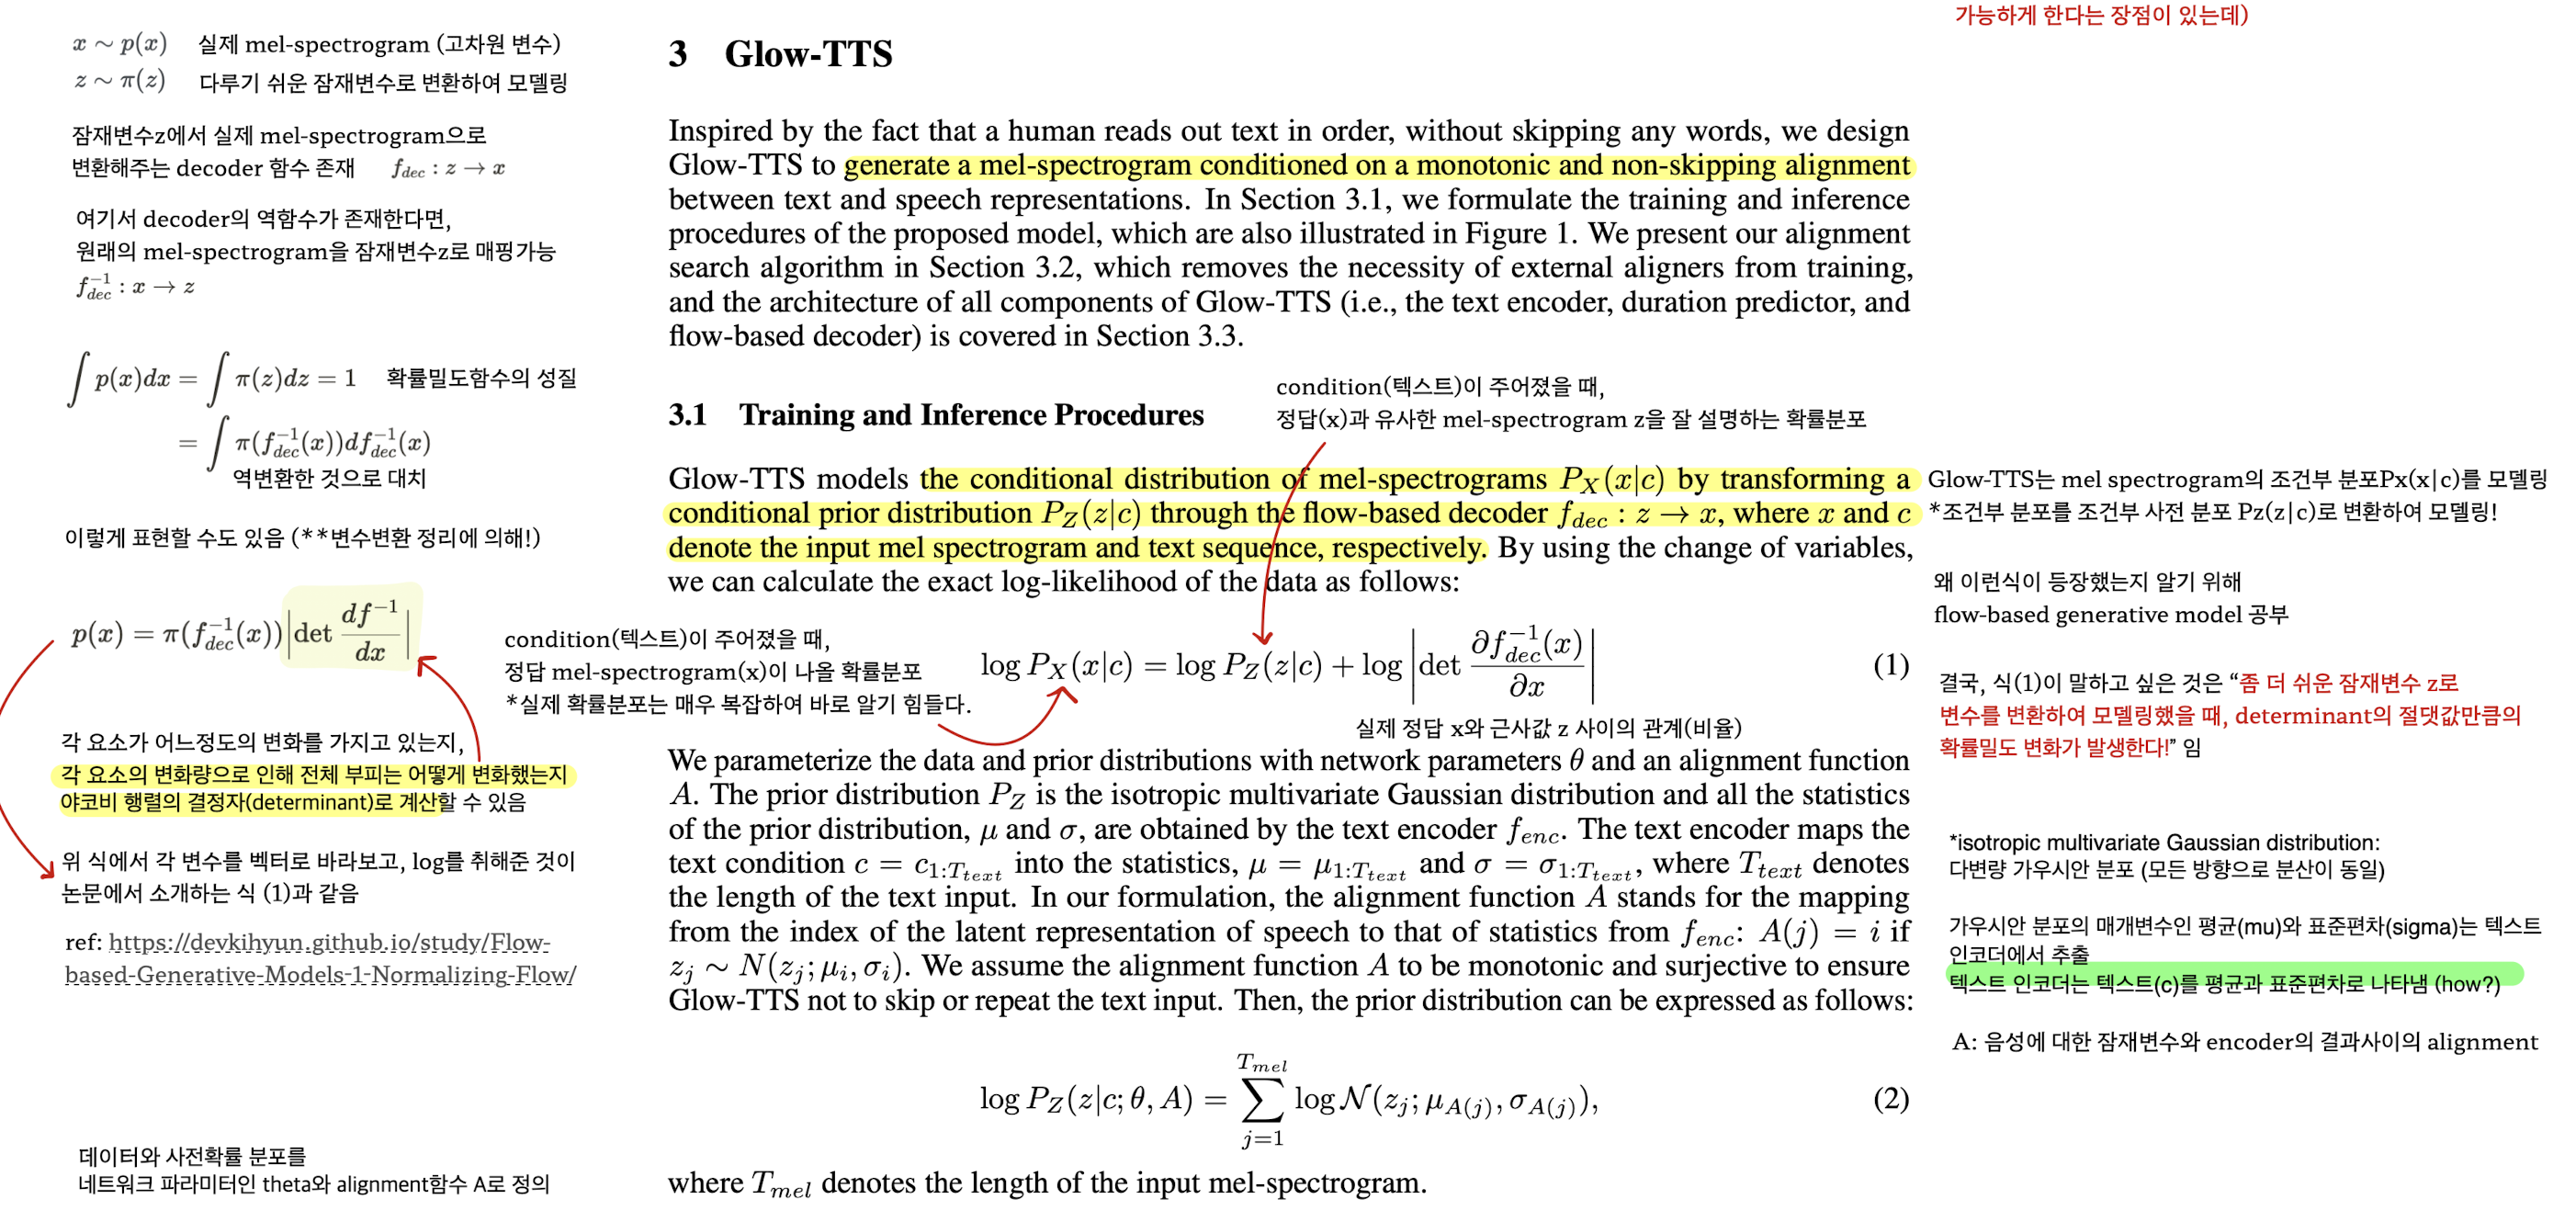 가능하게 한다는 장점이 있는데)
x ~ p(x) 실제 mel-spectrogram (고차원 변수)
z ~ π(z) 다루기 쉬운 잠재변수로 변환하여 모델링
잠재변수z에서 실제 mel-spectrogram으로
변환해주는 decoder 함수 존재 f_{dec} : z → x
여기서 decoder의 역함수가 존재한다면,
원래의 mel-spectrogram을 잠재변수z로 매핑가능
f_{dec}^{-1} : x → z
∫ p(x)dx = ∫ π(z)dz = 1 확률밀도함수의 성질
= ∫ π(f_{dec}^{-1}(x))df_{dec}^{-1}(x)
역변환한 것으로 대치
이렇게 표현할 수도 있음 (**변수변환 정리에 의해!)
p(x) = π(f_{dec}^{-1}(x)) |det \frac{df^{-1}}{dx}|
각 요소가 어느정도의 변화를 가지고 있는지,
각 요소의 변화량으로 인해 전체 부피는 어떻게 변화했는지
야코비 행렬의 결정자(determinant)로 계산할 수 있음
위 식에서 각 변수를 벡터로 바라보고, log를 취해준 것이
논문에서 소개하는 식 (1)과 같음
ref: https://devkihyun.github.io/study/Flow-
based-Generative-Models-1-Normalizing-Flow/
데이터와 사전확률 분포를
네트워크 파라미터인 theta와 alignment함수 A로 정의
3 Glow-TTS
Inspired by the fact that a human reads out text in order, without skipping any words, we design
Glow-TTS to generate a mel-spectrogram conditioned on a monotonic and non-skipping alignment
between text and speech representations. In Section 3.1, we formulate the training and inference
procedures of the proposed model, which are also illustrated in Figure 1. We present our alignment
search algorithm in Section 3.2, which removes the necessity of external aligners from training,
and the architecture of all components of Glow-TTS (i.e., the text encoder, duration predictor, and
flow-based decoder) is covered in Section 3.3.
condition(텍스트)이 주어졌을 때,
정답(x)과 유사한 mel-spectrogram z을 잘 설명하는 확률분포
3.1 Training and Inference Procedures
Glow-TTS models the conditional distribution of mel-spectrograms P_X(x|c) by transforming a
conditional prior distribution P_Z(z|c) through the flow-based decoder f_{dec} : z → x, where x and c
denote the input mel spectrogram and text sequence, respectively. By using the change of variables,
we can calculate the exact log-likelihood of the data as follows:
condition(텍스트)이 주어졌을 때,
정답 mel-spectrogram(x)이 나올 확률분포
*실제 확률분포는 매우 복잡하여 바로 알기 힘들다.
log P_X(x|c) = log P_Z(z|c) + log |det \frac{∂f_{dec}^{-1}(x)}{∂x}| (1)
실제 정답 x와 근사값 z 사이의 관계(비율)
We parameterize the data and prior distributions with network parameters θ and an alignment function
A. The prior distribution P_Z is the isotropic multivariate Gaussian distribution and all the statistics
of the prior distribution, μ and σ, are obtained by the text encoder f_{enc}. The text encoder maps the
text condition c = c_{1:T_{text}} into the statistics, μ = μ_{1:T_{text}} and σ = σ_{1:T_{text}}, where T_{text} denotes
the length of the text input. In our formulation, the alignment function A stands for the mapping
from the index of the latent representation of speech to that of statistics from f_{enc}: A(j) = i if
z_j ~ N(z_j; μ_i, σ_i). We assume the alignment function A to be monotonic and surjective to ensure
Glow-TTS not to skip or repeat the text input. Then, the prior distribution can be expressed as follows:
log P_Z(z|c; θ, A) = \sum_{j=1}^{T_{mel}} log N(z_j; μ_{A(j)}, σ_{A(j)}), (2)
where T_{mel} denotes the length of the input mel-spectrogram.
Glow-TTS는 mel spectrogram의 조건부 분포Px(x|c)를 모델링
*조건부 분포를 조건부 사전 분포 Pz(z|c)로 변환하여 모델링!
왜 이런식이 등장했는지 알기 위해
flow-based generative model 공부
결국, 식(1)이 말하고 싶은 것은 “좀 더 쉬운 잠재변수 z로
변수를 변환하여 모델링했을 때, determinant의 절댓값만큼의
확률밀도 변화가 발생한다!” 임
*isotropic multivariate Gaussian distribution:
다변량 가우시안 분포 (모든 방향으로 분산이 동일)
가우시안 분포의 매개변수인 평균(mu)와 표준편차(sigma)는 텍스트
인코더에서 추출
텍스트 인코더는 텍스트(c)를 평균과 표준편차로 나타냄 (how?)
A: 음성에 대한 잠재변수와 encoder의 결과사이의 alignment